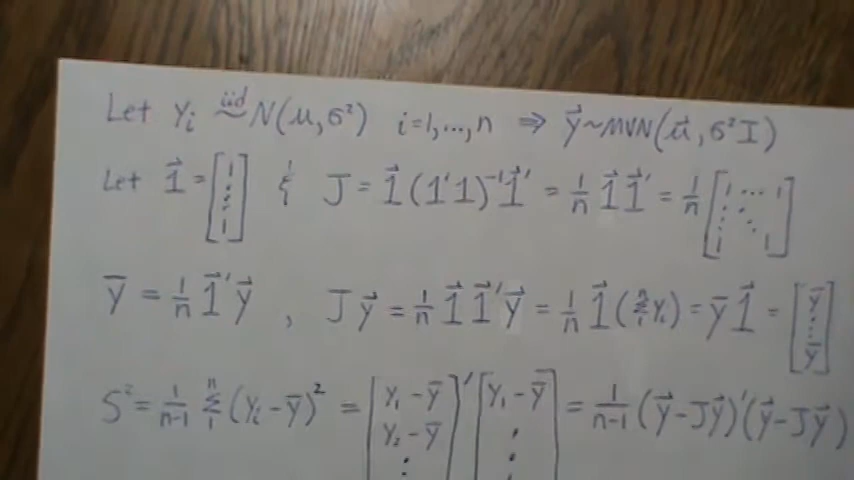 Let Yᵢ iid~ N(μ, σ²) i=1,...,n ⇒ y⃗ ~ MVN(μ⃗, σ²I)
Let 1⃗ = [1 ⋮ 1] & J = 1⃗(1'1)⁻¹1⃗' = 1/n 1⃗1⃗' = 1/n [1 ... 1 ⋮ ⋱ 1 1]
ȳ = 1/n 1⃗'y⃗ , Jy⃗ = 1/n 1⃗1⃗'y⃗ = 1/n 1⃗(Σ₁ⁿ Yᵢ) = ȳ1⃗ = [ȳ ⋮ ȳ]
S² = 1/(n-1) Σ₁ⁿ (Yᵢ - ȳ)² = [Y₁ - ȳ Y₂ - ȳ ⋮]' [Y₁ - ȳ ⋮] = 1/(n-1) (y⃗ - Jy⃗)'(y⃗ - Jy⃗)